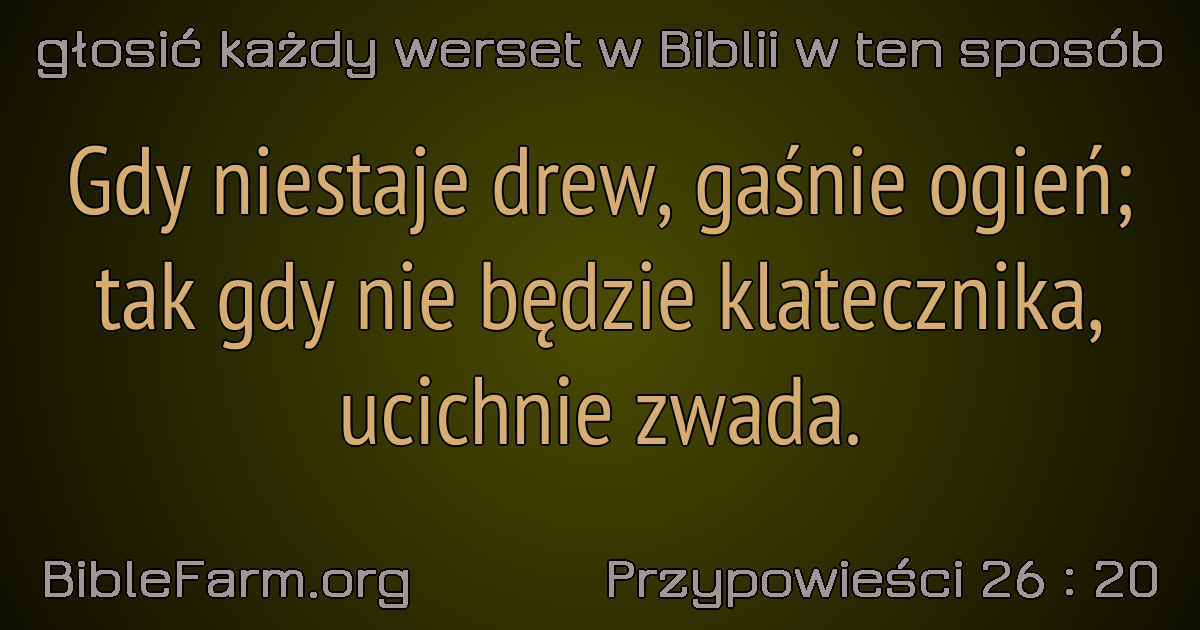 głosić każdy werset w Biblii w ten sposób
Gdy niestaje drew, gaśnie ogień;
tak gdy nie będzie klatecznika,
ucichnie zwada.
BibleFarm.org
Przypowieści 26 : 20